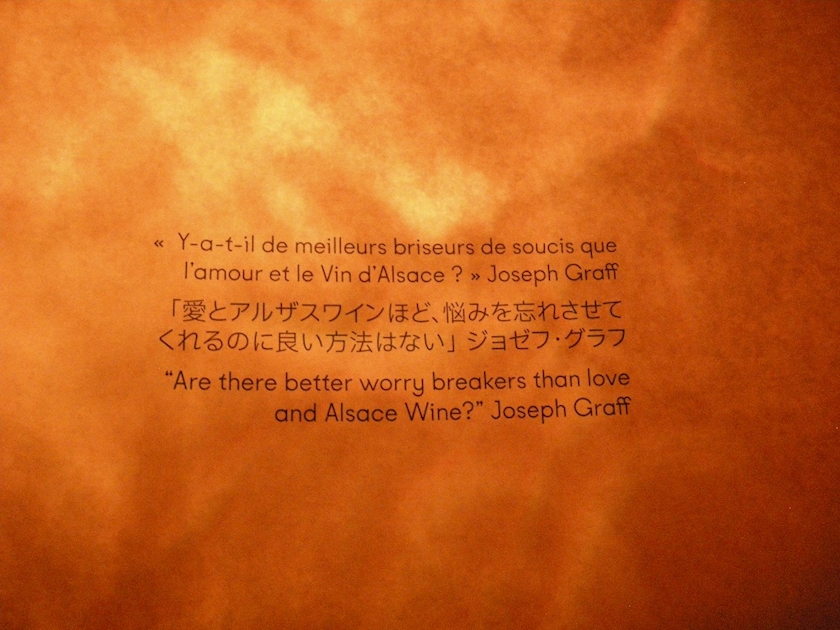 « Y-a-t-il de meilleurs briseurs de soucis que
l'amour et le Vin d'Alsace ? » Joseph Graff
「愛とアルザスワインほど、悩みを忘れさせて
くれるのに良い方法はない」 ジョゼフ・グラフ
“Are there better worry breakers than love
and Alsace Wine?” Joseph Graff